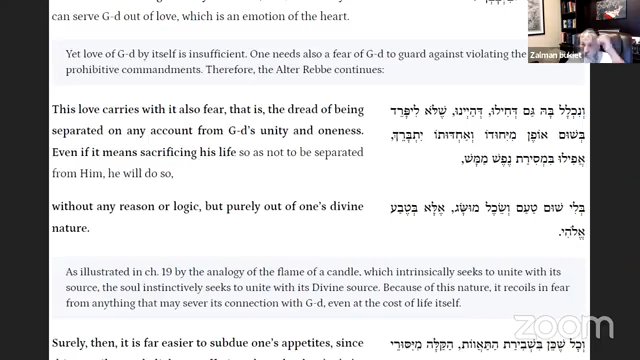 can serve G-d out of love, which is an emotion of the heart.
Yet love of G-d by itself is insufficient. One needs also a fear of G-d to guard against violating the
prohibitive commandments. Therefore, the Alter Rebbe continues:
Zalman bukiet
This love carries with it also fear, that is, the dread of being
separated on any account from G-d's unity and oneness.
Even if it means sacrificing his life so as not to be separated
from Him, he will do so,
וְנִכְלָל בָּהּ גַּם דְּחִילוּ, דְּהַיְינוּ, שֶׁלֹּא לִיפָּרֵד
בְּשׁוּם אוֹפֶן מִיִּחוּדוֹ וְאַחְדוּתוֹ יִתְבָּרֵךְ,
אֲפִילוּ בִּמְסִירַת נֶפֶשׁ מַמָּשׁ,
without any reason or logic, but purely out of one's divine
nature.
בְּלִי שׁוּם טַעַם וְשֵׂכֶל מוּשָּׂג, אֶלָּא בְּטֶבַע
אֱלֹהִי.
As illustrated in ch. 19 by the analogy of the flame of a candle, which intrinsically seeks to unite with its
source, the soul instinctively seeks to unite with its Divine source. Because of this nature, it recoils in fear
from anything that may sever its connection with G-d, even at the cost of life itself.
Surely, then, it is far easier to subdue one's appetites, since
וְכָל שֶׁכֵּן בִּשְׁבִירַת הַתַּאֲווֹת, הַקַּלָּה מִיִּסּוּרֵי
zoom